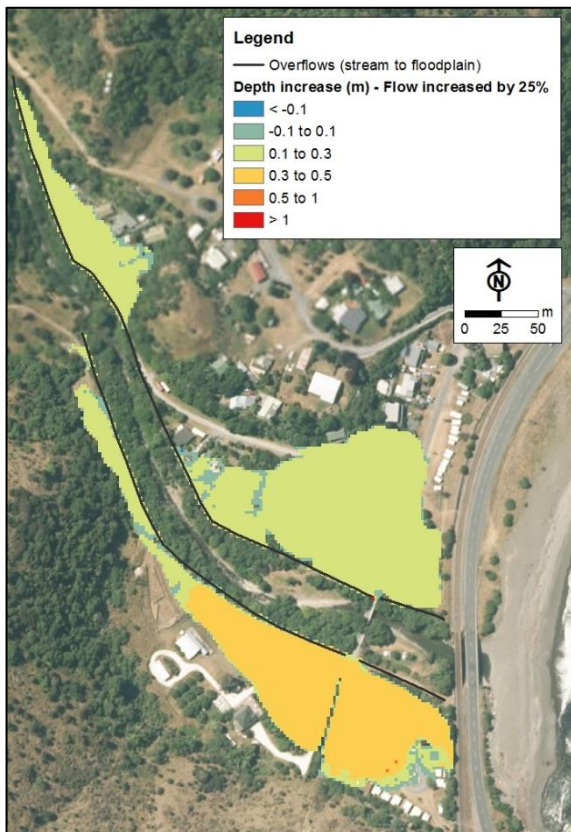 Legend
Overflows (stream to floodplain)
Depth increase (m) - Flow increased by 25%
< -0.1
-0.1 to 0.1
0.1 to 0.3
0.3 to 0.5
0.5 to 1
> 1
N
m
0 25 50